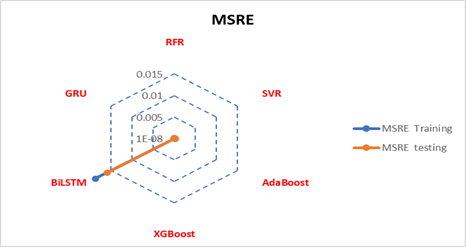 MSRE
RFR
0.015
GRU
SVR
0.01
0.005
1E-08
MSRE Training
MSRE testing
BiLSTM
AdaBoost
XGBoost